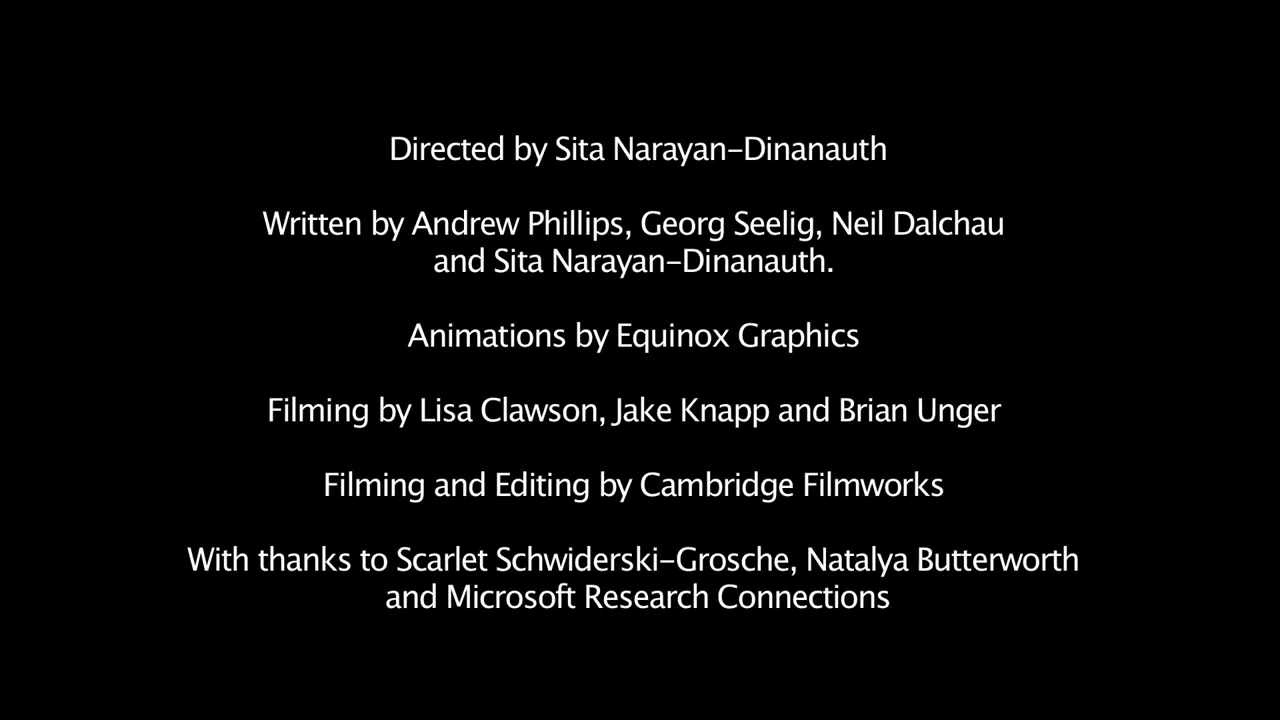 Directed by Sita Narayan-Dinanauth
Written by Andrew Phillips, Georg Seelig, Neil Dalchau
and Sita Narayan-Dinanauth.
Animations by Equinox Graphics
Filming by Lisa Clawson, Jake Knapp and Brian Unger
Filming and Editing by Cambridge Filmworks
With thanks to Scarlet Schwiderski-Grosche, Natalya Butterworth
and Microsoft Research Connections